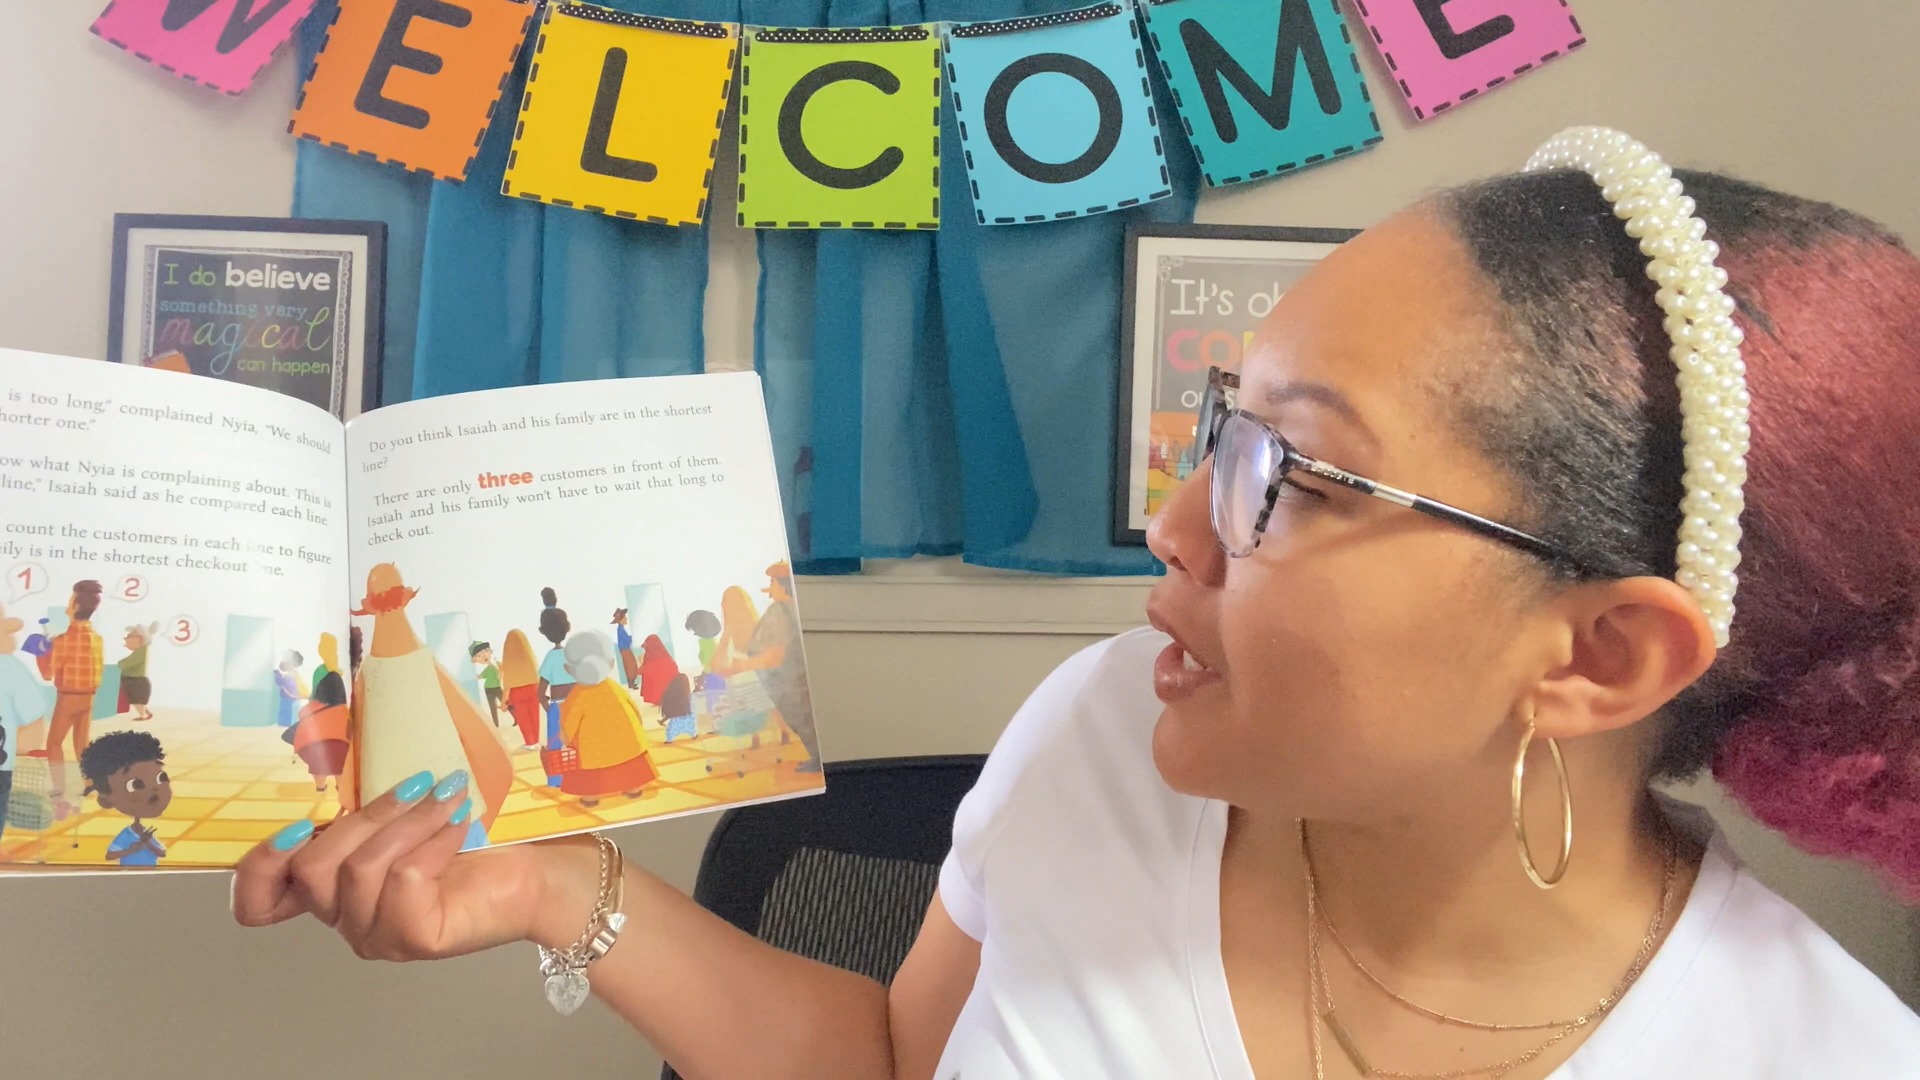 WELCOME
I do believe
something very
magical
can happen
It's
is too long," complained Nyia, "We should
horter one."
ow what Nyia is complaining about. This is
line," Isaiah said as he compared each line.
count the customers in each line to figure
ily is in the shortest checkout line.
1
2
3
Do you think Isaiah and his family are in the shortest
line?
There are only three customers in front of them.
Isaiah and his family won't have to wait that long to
check out.